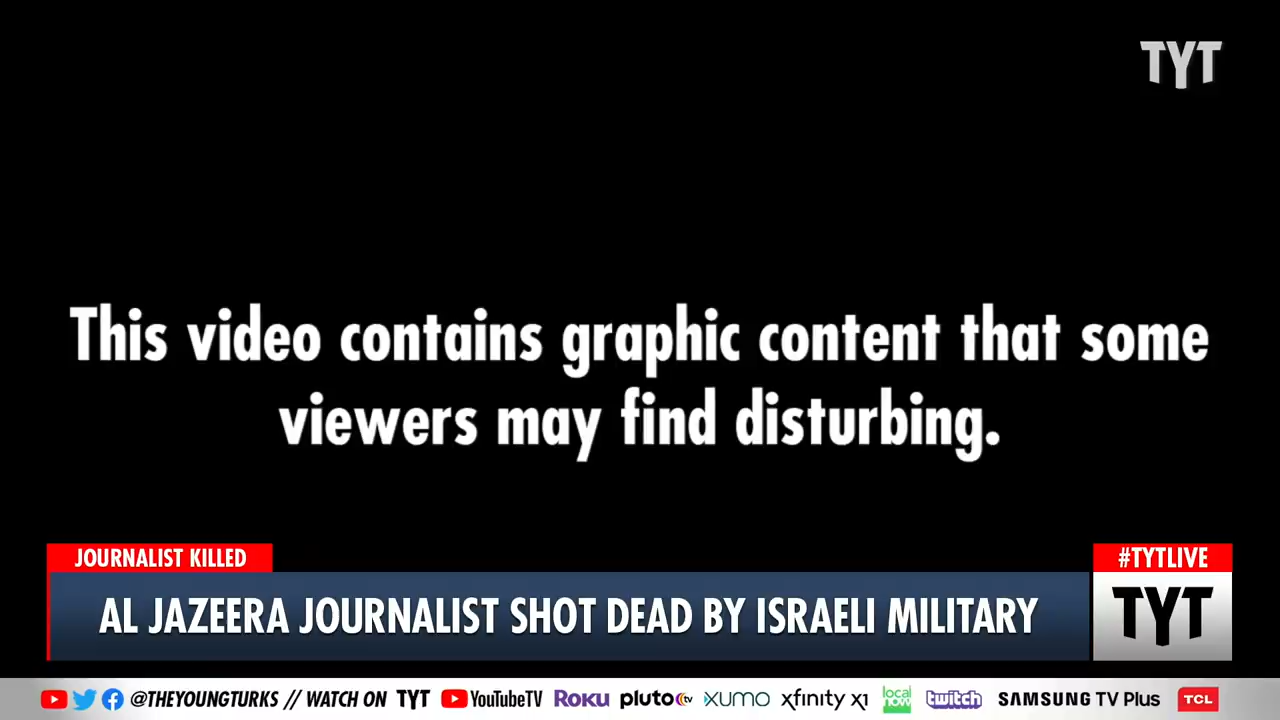 TYT
This video contains graphic content that some
viewers may find disturbing.
JOURNALIST KILLED
#TYTLIVE
AL JAZEERA JOURNALIST SHOT DEAD BY ISRAELI MILITARY
TYT
@THEYOUNGTURKS // WATCH ON TYT YouTubeTV ROKU pluto tv XUMO xfinity x1 local now twitch SAMSUNG TV Plus TCL